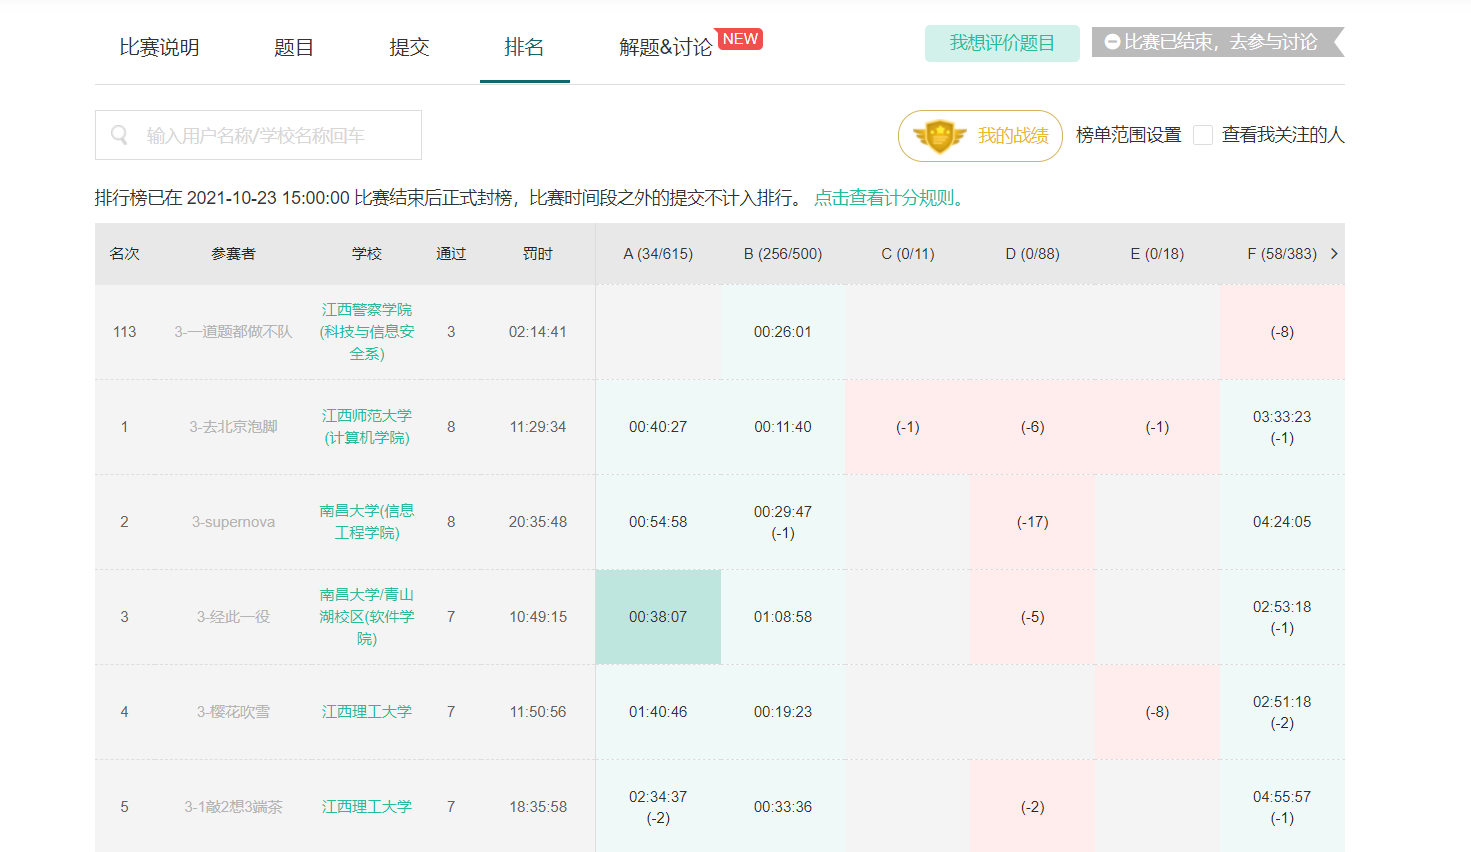 比赛说明 题目 提交 排名 解题&讨论 NEW 我想评价题目 比赛已结束，去参与讨论
输入用户名称/学校名称回车 我的战绩 榜单范围设置 查看我关注的人
排行榜已在 2021-10-23 15:00:00 比赛结束后正式封榜，比赛时间段之外的提交不计入排行。 点击查看计分规则。
名次 参赛者 学校 通过 罚时 A (34/615) B (256/500) C (0/11) D (0/88) E (0/18) F (58/383)
江西警察学院
113 3-一道题都做不队 (科技与信息安 3 02:14:41 00:26:01 (-8)
全系)
江西师范大学 03:33:23
1 3-去北京泡脚 8 11:29:34 00:40:27 00:11:40 (-1) (-6) (-1)
(计算机学院) (-1)
南昌大学(信息 00:29:47
2 3-supernova 8 20:35:48 00:54:58 (-17) 04:24:05
工程学院) (-1)
南昌大学/青山 02:53:18
3 3-经此一役 湖校区(软件学 7 10:49:15 00:38:07 01:08:58 (-5)
院) (-1)
02:51:18
4 3-樱花吹雪 江西理工大学 7 11:50:56 01:40:46 00:19:23 (-8)
(-2)
02:34:37 04:55:57
5 3-1敲2想3端茶 江西理工大学 7 18:35:58 00:33:36 (-2)
(-2) (-1)